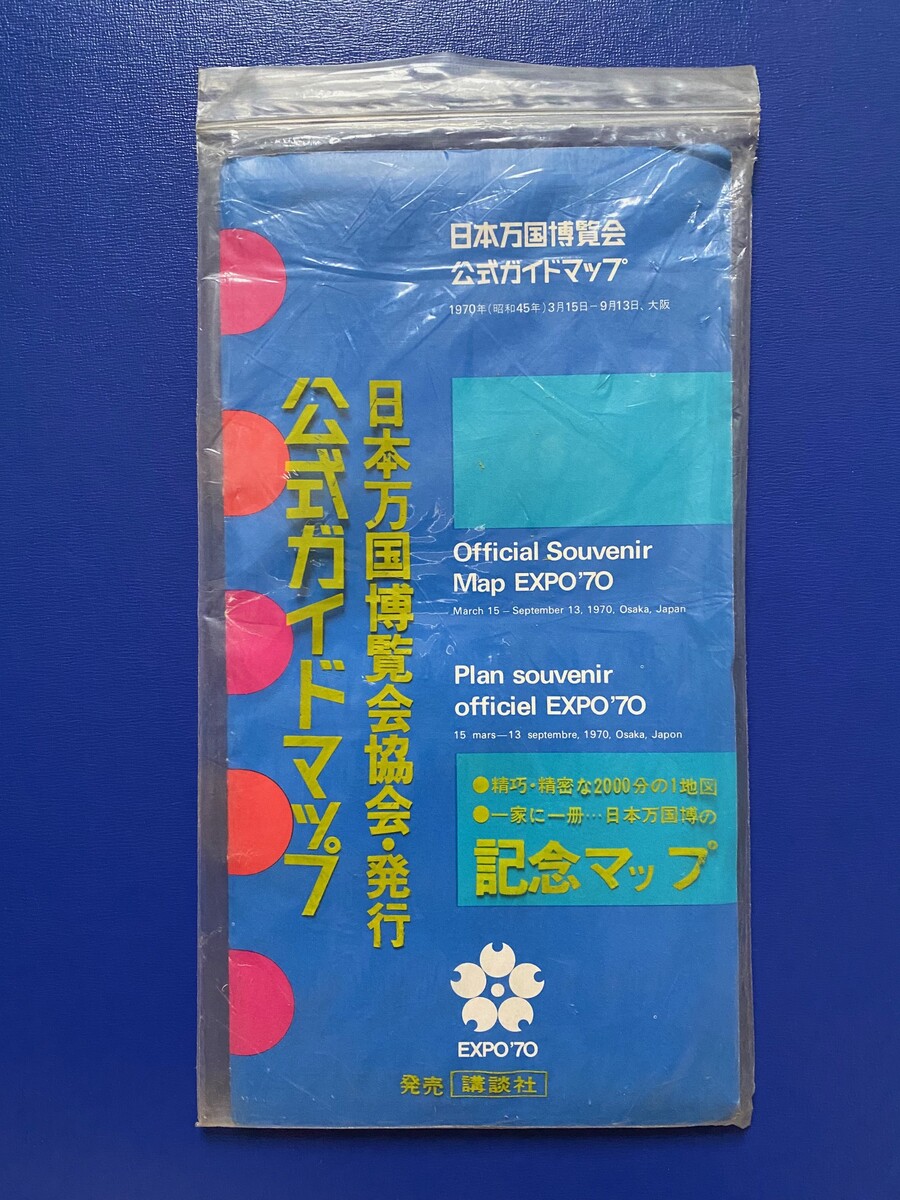 日本万国博覧会
公式ガイドマップ
1970年(昭和45年)3月15日−9月13日、大阪
日本万国博覧会協会・発行
公式ガイドマップ
Official Souvenir
Map EXPO'70
March 15 – September 13, 1970, Osaka, Japan
Plan souvenir
officiel EXPO'70
15 mars—13 septembre, 1970, Osaka, Japon
●精巧・精密な2000分の1地図
●一家に一冊…日本万国博の
記念マップ
EXPO'70
発売 講談社